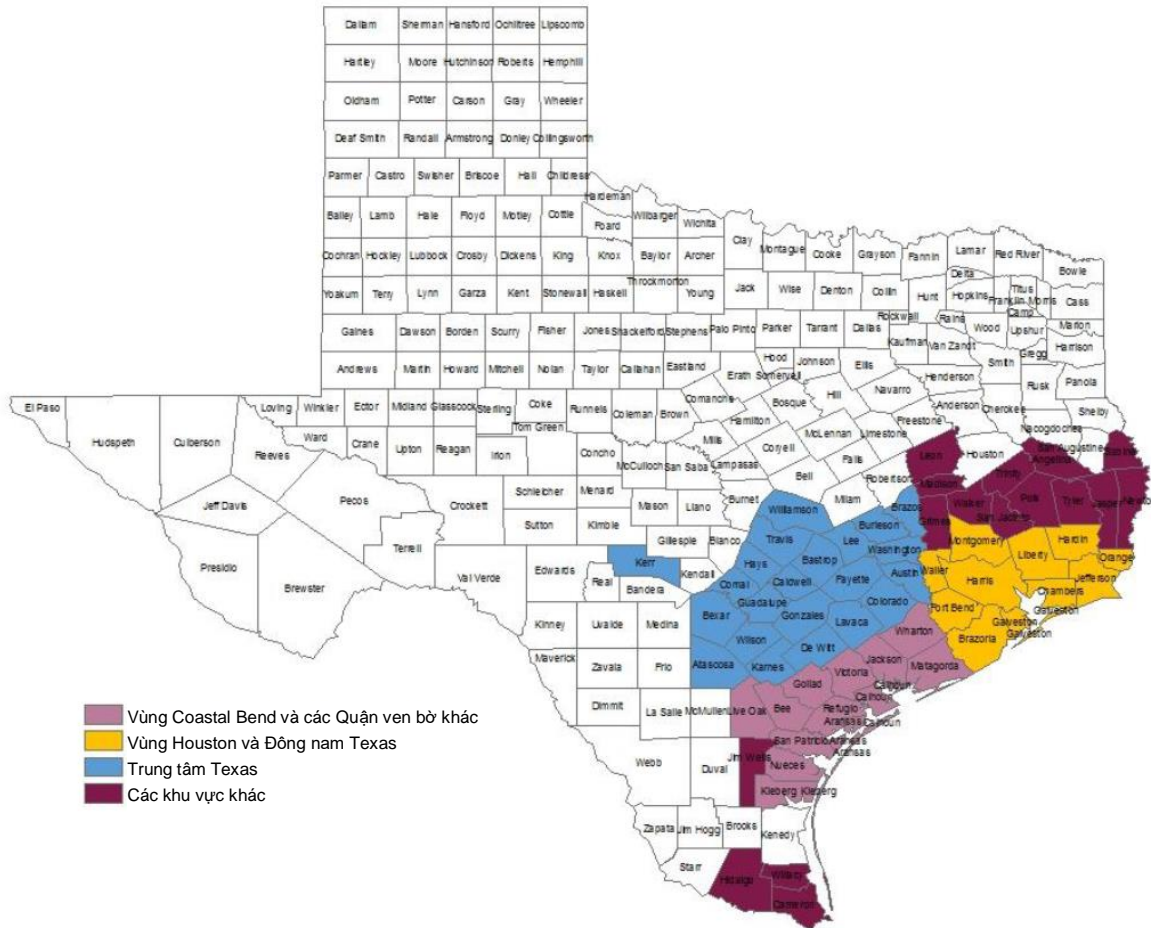 Dallam Sherman Hansford Ochiltree Lipscomb
Hartley Moore Hutchinson Roberts Hemphill
Oldham Potter Carson Gray Wheeler
Deaf Smith Randall Armstrong Donley Collingsworth
Parmer Castro Swisher Briscoe Hall Childress
Hardeman
Bailey Lamb Hale Floyd Motley Cottle Foard Wilbarger Wichita
Clay Montague Cooke Grayson Fannin Lamar Red River Bowie
Cochran Hockley Lubbock Crosby Dickens King Knox Baylor Archer
Delta Titus
Yoakum Terry Lynn Garza Kent Stonewall Haskell Throckmorton Young Jack Wise Denton Collin Hunt Hopkins Franklin Morris Cass
Camp
Rockwall Rains Marion
Gaines Dawson Borden Scurry Fisher Jones Shackelford Stephens Palo Pinto Parker Tarrant Dallas Kaufman Van Zandt Wood Upshur Harrison
Gregg
Andrews Martin Howard Mitchell Nolan Taylor Callahan Eastland Erath Hood Somervell Johnson Ellis Henderson Smith Rusk Panola
Comanche Bosque Hill Navarro Anderson Cherokee Shelby
El Paso Hudspeth Culberson Loving Winkler Ector Midland Glasscock Sterling Coke Runnels Coleman Brown Hamilton Freestone Nacogdoches
Reeves Ward Crane Upton Reagan Irion Tom Green Concho McCulloch San Saba Mills Lampasas Coryell McLennan Limestone Leon Houston Angelina San Augustine Sabine
Jeff Davis Pecos Crockett Schleicher Menard Mason Llano Burnet Bell Falls Robertson Madison Trinity
Milam Walker Polk Tyler Jasper Newton
Sutton Kimble Gillespie Blanco Williamson Burleson Brazos Grimes San Jacinto
Presidio Brewster Terrell Val Verde Edwards Kerr Kendall Travis Lee Washington Montgomery Liberty Hardin Orange
Real Bandera Hays Bastrop Austin Waller Harris Jefferson
Comal Caldwell Fayette Chambers
Kinney Uvalde Medina Bexar Guadalupe Gonzales Colorado Fort Bend Galveston
Galveston
Galveston
Wilson Lavaca Wharton Brazoria
Maverick Zavala Frio Atascosa Karnes De Witt Jackson Matagorda
Victoria
Goliad Calhoun
Dimmit La Salle McMullen Live Oak Bee Refugio Calhoun
Aransas Calhoun
San Patricio Aransas
Aransas
Webb Duval Jim Wells Nueces
Kleberg Kleberg
Zapata Jim Hogg Brooks Kenedy
Starr Hidalgo Willacy
Cameron
Vùng Coastal Bend và các Quận ven bờ khác
Vùng Houston và Đông nam Texas
Trung tâm Texas
Các khu vực khác